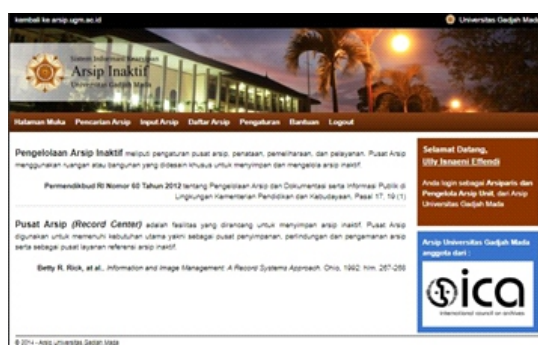 kembali ke arsip.ugm.ac.id
Universitas Gadjah Mada
Sistem Informasi Kearsipan
Arsip Inaktif
Universitas Gadjah Mada
Halaman Muka Pencarian Arsip Input Arsip Daftar Arsip Pengaturan Bantuan Logout
Pengelolaan Arsip Inaktif meliputi pengaturan pusat arsip, penataan, pemeliharaan, dan pelayanan. Pusat Arsip
menggunakan ruangan atau bangunan yang didesain khusus untuk menyimpan dan mengelola arsip inaktif.
Permendikbud RI Nomor 60 Tahun 2012 tentang Pengelolaan Arsip dan Dokumentasi serta Informasi Publik di
Lingkungan Kementerian Pendidikan dan Kebudayaan, Pasal 17, 19 (1)
Pusat Arsip (Record Center) adalah fasilitas yang dirancang untuk menyimpan arsip inaktif. Pusat Arsip
digunakan untuk memenuhi kebutuhan utama yakni sebagai pusat penyimpanan, perlindungan dan pengamanan arsip
serta sebagai pusat layanan referensi arsip inaktif.
Betty R. Rick, at al., Information and Image Management: A Record Systems Approach. Ohio, 1992: hlm. 267-268
Selamat Datang,
Ully Isnaeni Effendi
Anda login sebagai Arsiparis dan
Pengelola Arsip Unit, dari Arsip
Universitas Gadjah Mada
Arsip Universitas Gadjah Mada
anggota dari :
ica
international council on archives
© 2014 - Arsip Universitas Gadjah Mada